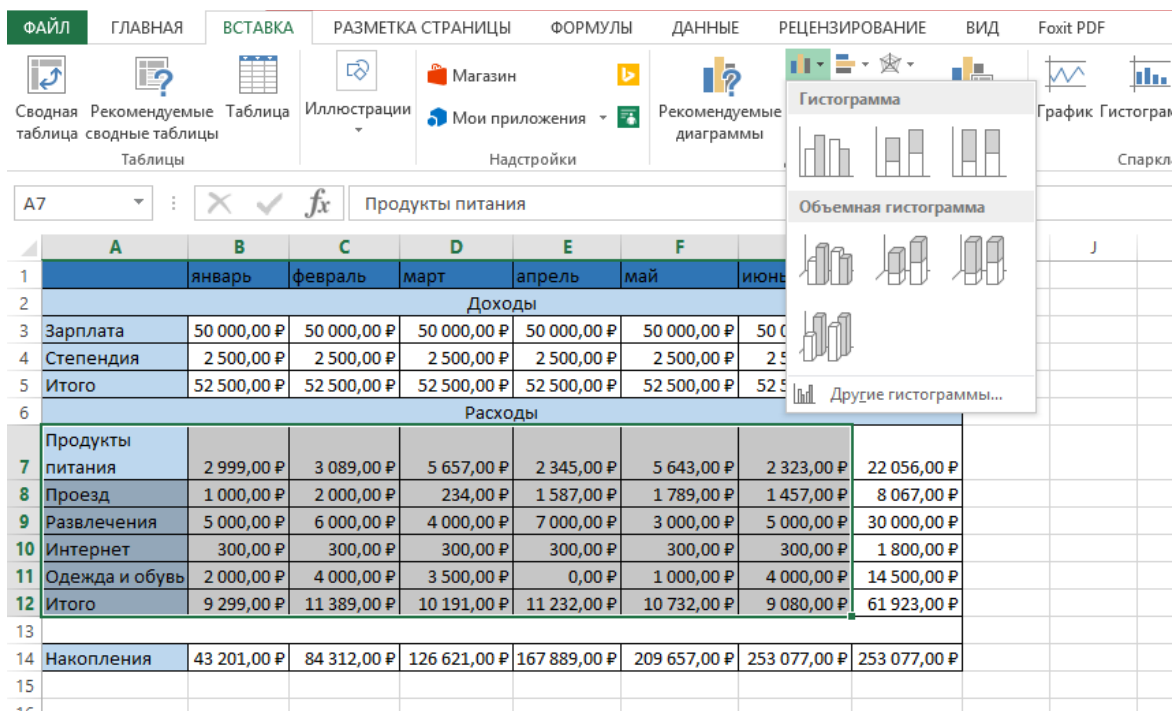 ФАЙЛ ГЛАВНАЯ ВСТАВКА РАЗМЕТКА СТРАНИЦЫ ФОРМУЛЫ ДАННЫЕ РЕЦЕНЗИРОВАНИЕ ВИД Foxit PDF
Сводная таблица
Рекомендуемые сводные таблицы
Таблица
Таблицы
Иллюстрации
Магазин
Мои приложения
Надстройки
Рекомендуемые диаграммы
График Гистограм
Спаркл
Гистограмма
Объемная гистограмма
Другие гистограммы...
A7 fx Продукты питания
A B C D E F J
1 январь февраль март апрель май июнь
2 Доходы
3 Зарплата 50 000,00 ₽ 50 000,00 ₽ 50 000,00 ₽ 50 000,00 ₽ 50 000,00 ₽ 50 0
4 Степендия 2 500,00 ₽ 2 500,00 ₽ 2 500,00 ₽ 2 500,00 ₽ 2 500,00 ₽ 2 5
5 Итого 52 500,00 ₽ 52 500,00 ₽ 52 500,00 ₽ 52 500,00 ₽ 52 500,00 ₽ 52 5
6 Расходы
Продукты
7 питания 2 999,00 ₽ 3 089,00 ₽ 5 657,00 ₽ 2 345,00 ₽ 5 643,00 ₽ 2 323,00 ₽ 22 056,00 ₽
8 Проезд 1 000,00 ₽ 2 000,00 ₽ 234,00 ₽ 1 587,00 ₽ 1 789,00 ₽ 1 457,00 ₽ 8 067,00 ₽
9 Развлечения 5 000,00 ₽ 6 000,00 ₽ 4 000,00 ₽ 7 000,00 ₽ 3 000,00 ₽ 5 000,00 ₽ 30 000,00 ₽
10 Интернет 300,00 ₽ 300,00 ₽ 300,00 ₽ 300,00 ₽ 300,00 ₽ 300,00 ₽ 1 800,00 ₽
11 Одежда и обувь 2 000,00 ₽ 4 000,00 ₽ 3 500,00 ₽ 0,00 ₽ 1 000,00 ₽ 4 000,00 ₽ 14 500,00 ₽
12 Итого 9 299,00 ₽ 11 389,00 ₽ 10 191,00 ₽ 11 232,00 ₽ 10 732,00 ₽ 9 080,00 ₽ 61 923,00 ₽
13
14 Накопления 43 201,00 ₽ 84 312,00 ₽ 126 621,00 ₽ 167 889,00 ₽ 209 657,00 ₽ 253 077,00 ₽ 253 077,00 ₽
15